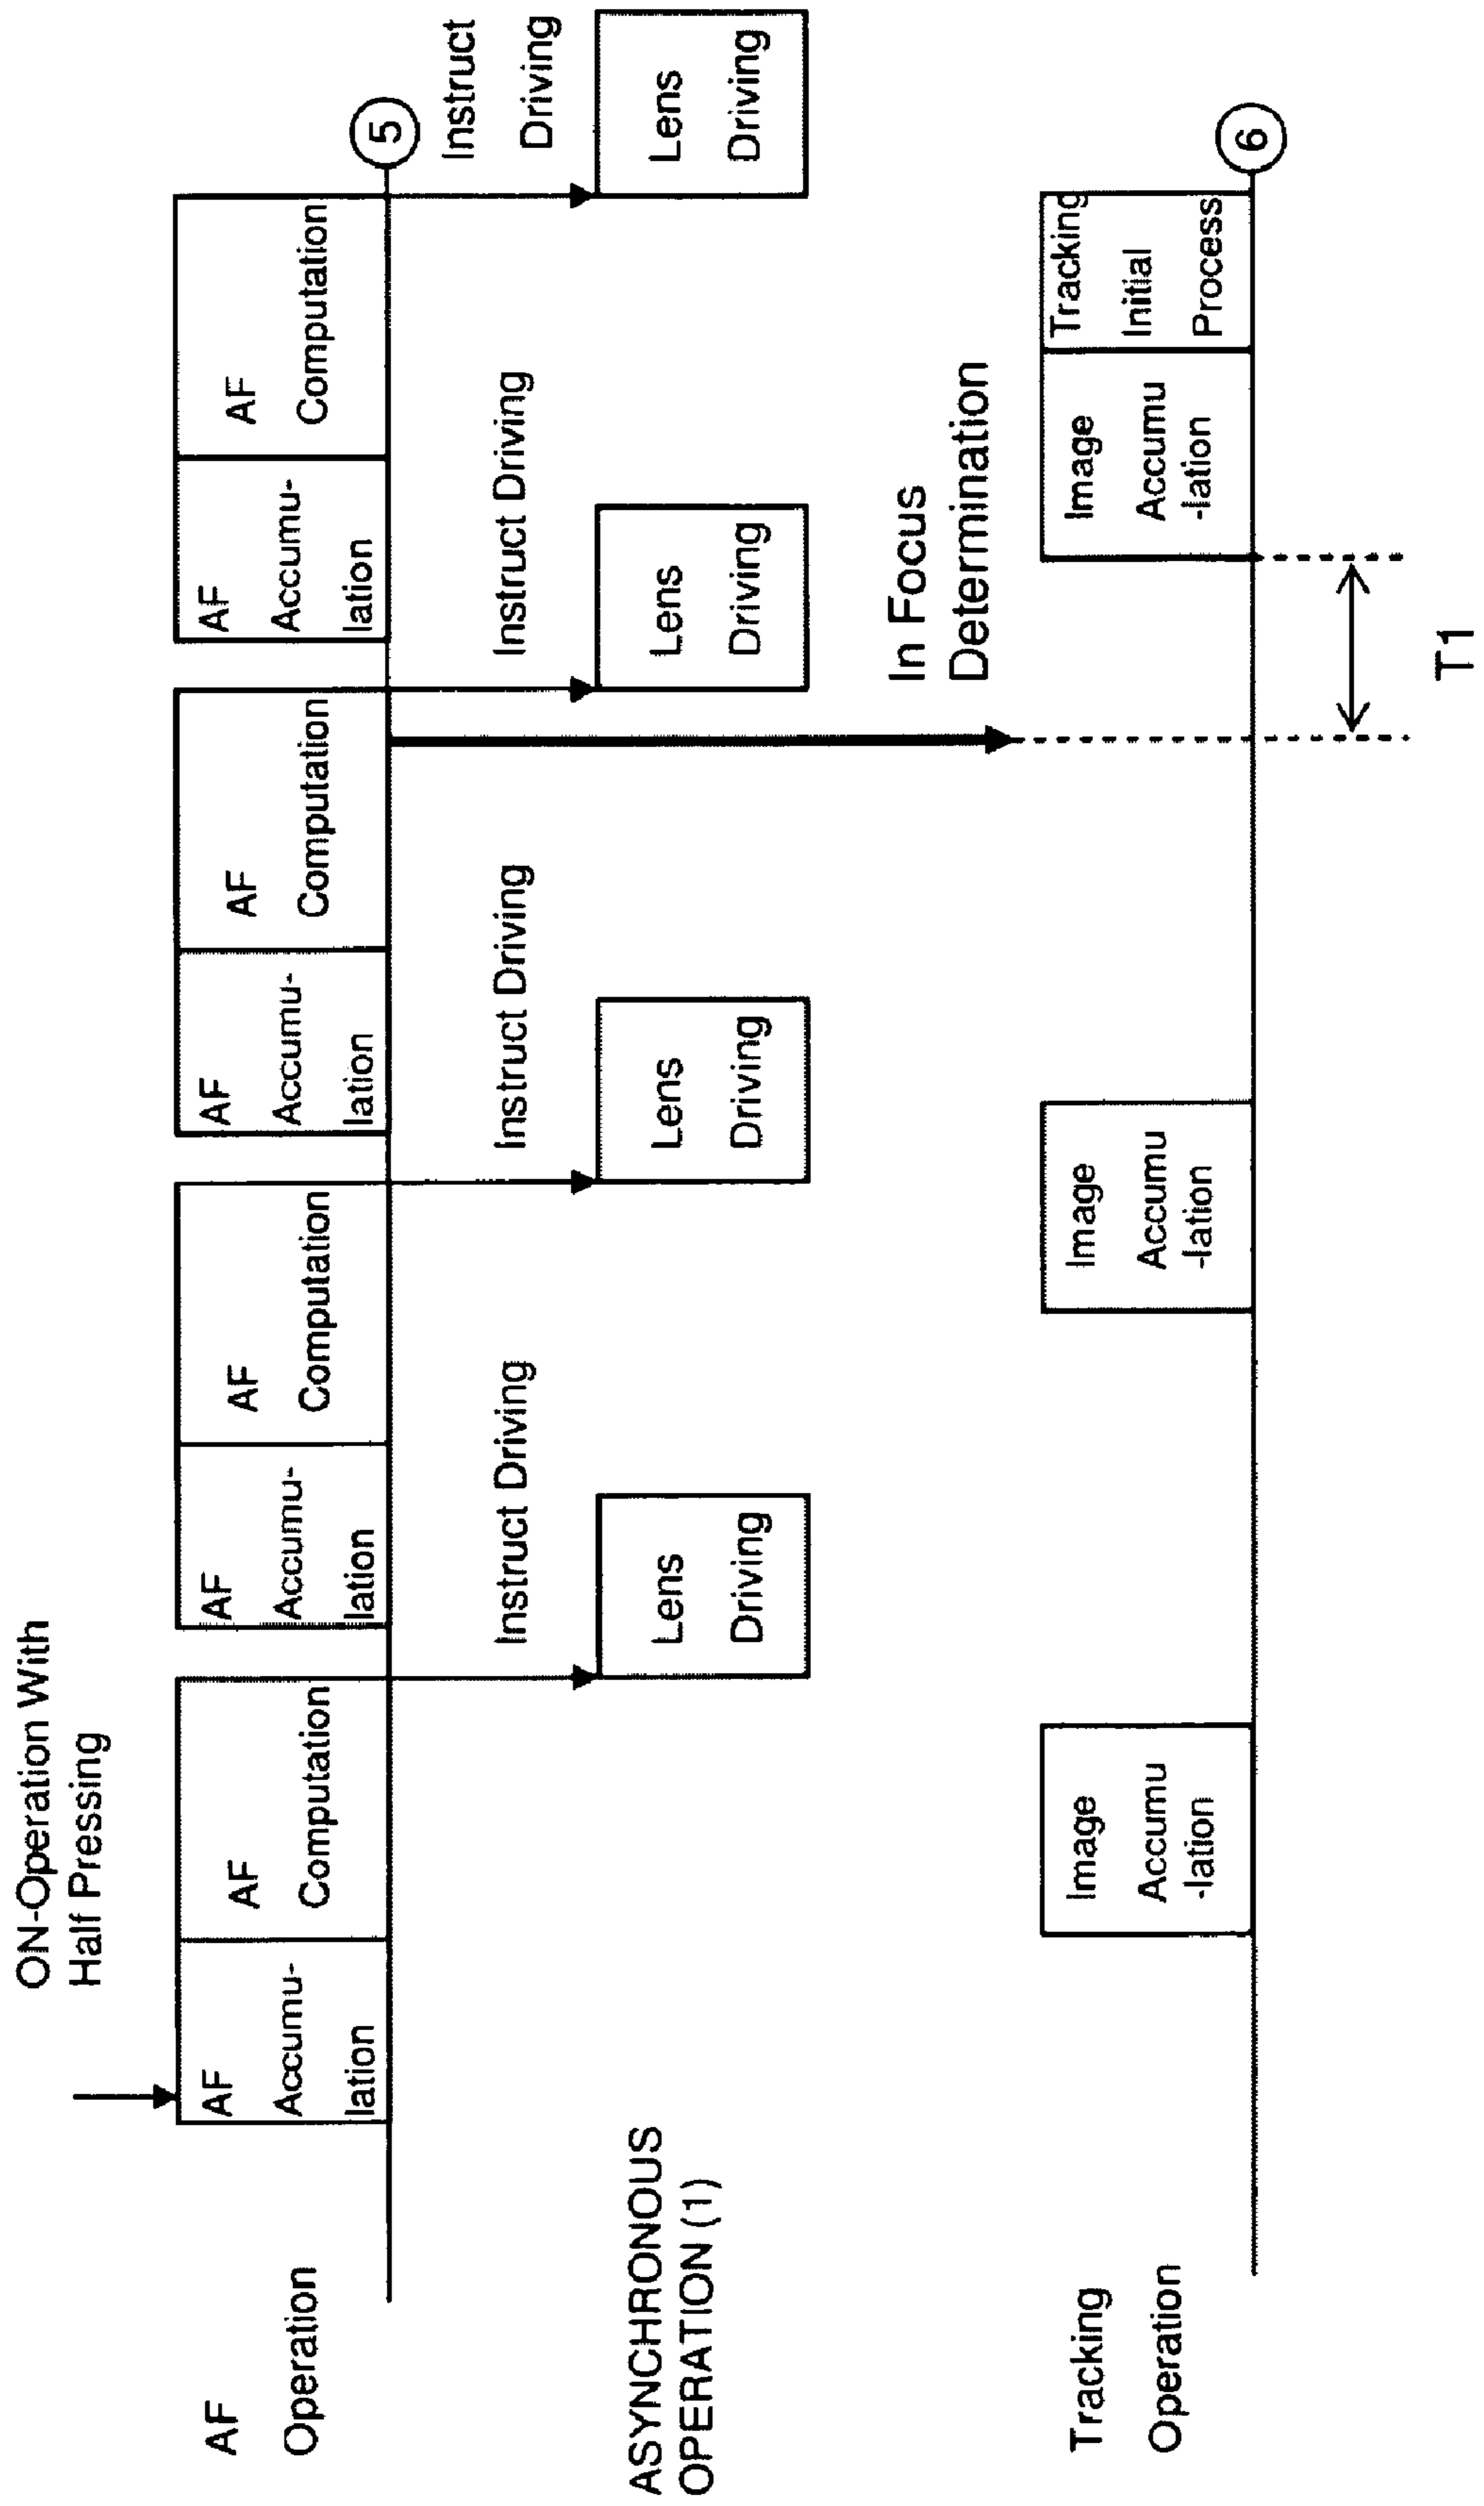 ON-Operation With
Half Pressing
AF
Operation
AF
Accumu-
lation
AF
Computation
AF
Accumu-
lation
AF
Computation
AF
Accumu-
lation
AF
Computation
AF
Accumu-
lation
AF
Computation
5
Instruct Driving
Instruct Driving
Instruct Driving
Instruct
Driving
ASYNCHRONOUS
OPERATION (1)
Lens
Driving
Lens
Driving
Lens
Driving
Lens
Driving
In Focus
Determination
Tracking
Operation
Image
Accumu
-lation
Image
Accumu
-lation
Image
Accumu
-lation
Tracking
Initial
Process
6
T1